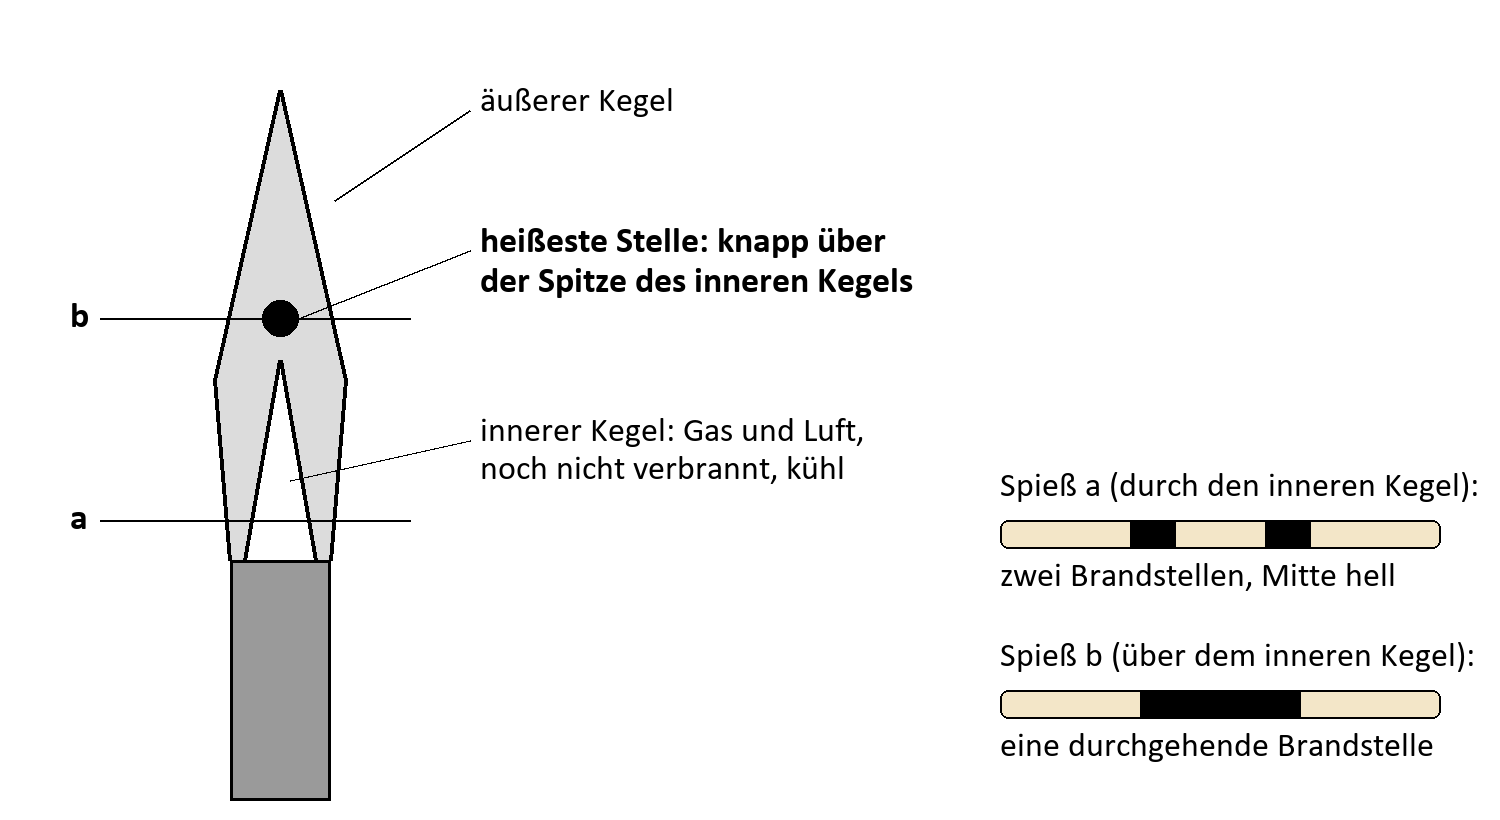 äußerer Kegel
heißeste Stelle: knapp über
der Spitze des inneren Kegels
b
innerer Kegel: Gas und Luft,
noch nicht verbrannt, kühl
a
Spieß a (durch den inneren Kegel):
zwei Brandstellen, Mitte hell
Spieß b (über dem inneren Kegel):
eine durchgehende Brandstelle